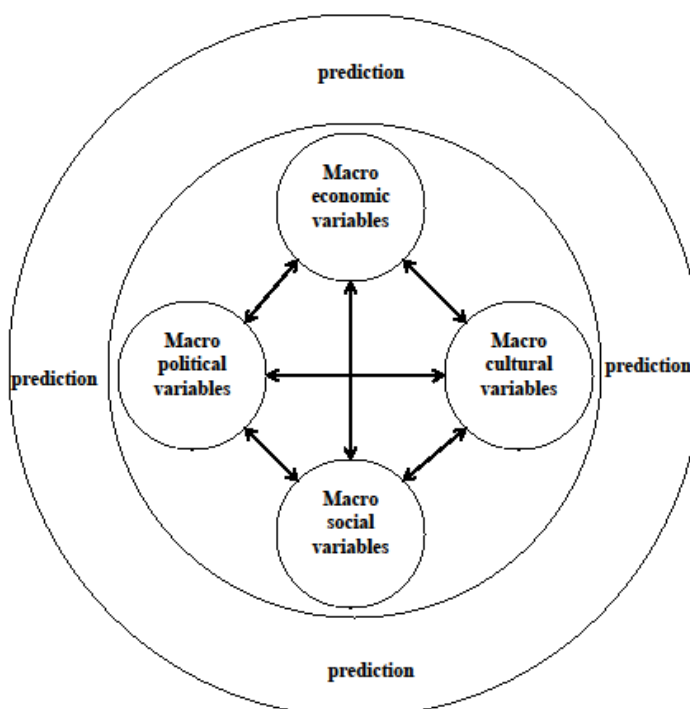 prediction
Macro
economic
variables
Macro
political
variables
Macro
cultural
variables
prediction
prediction
Macro
social
variables
prediction